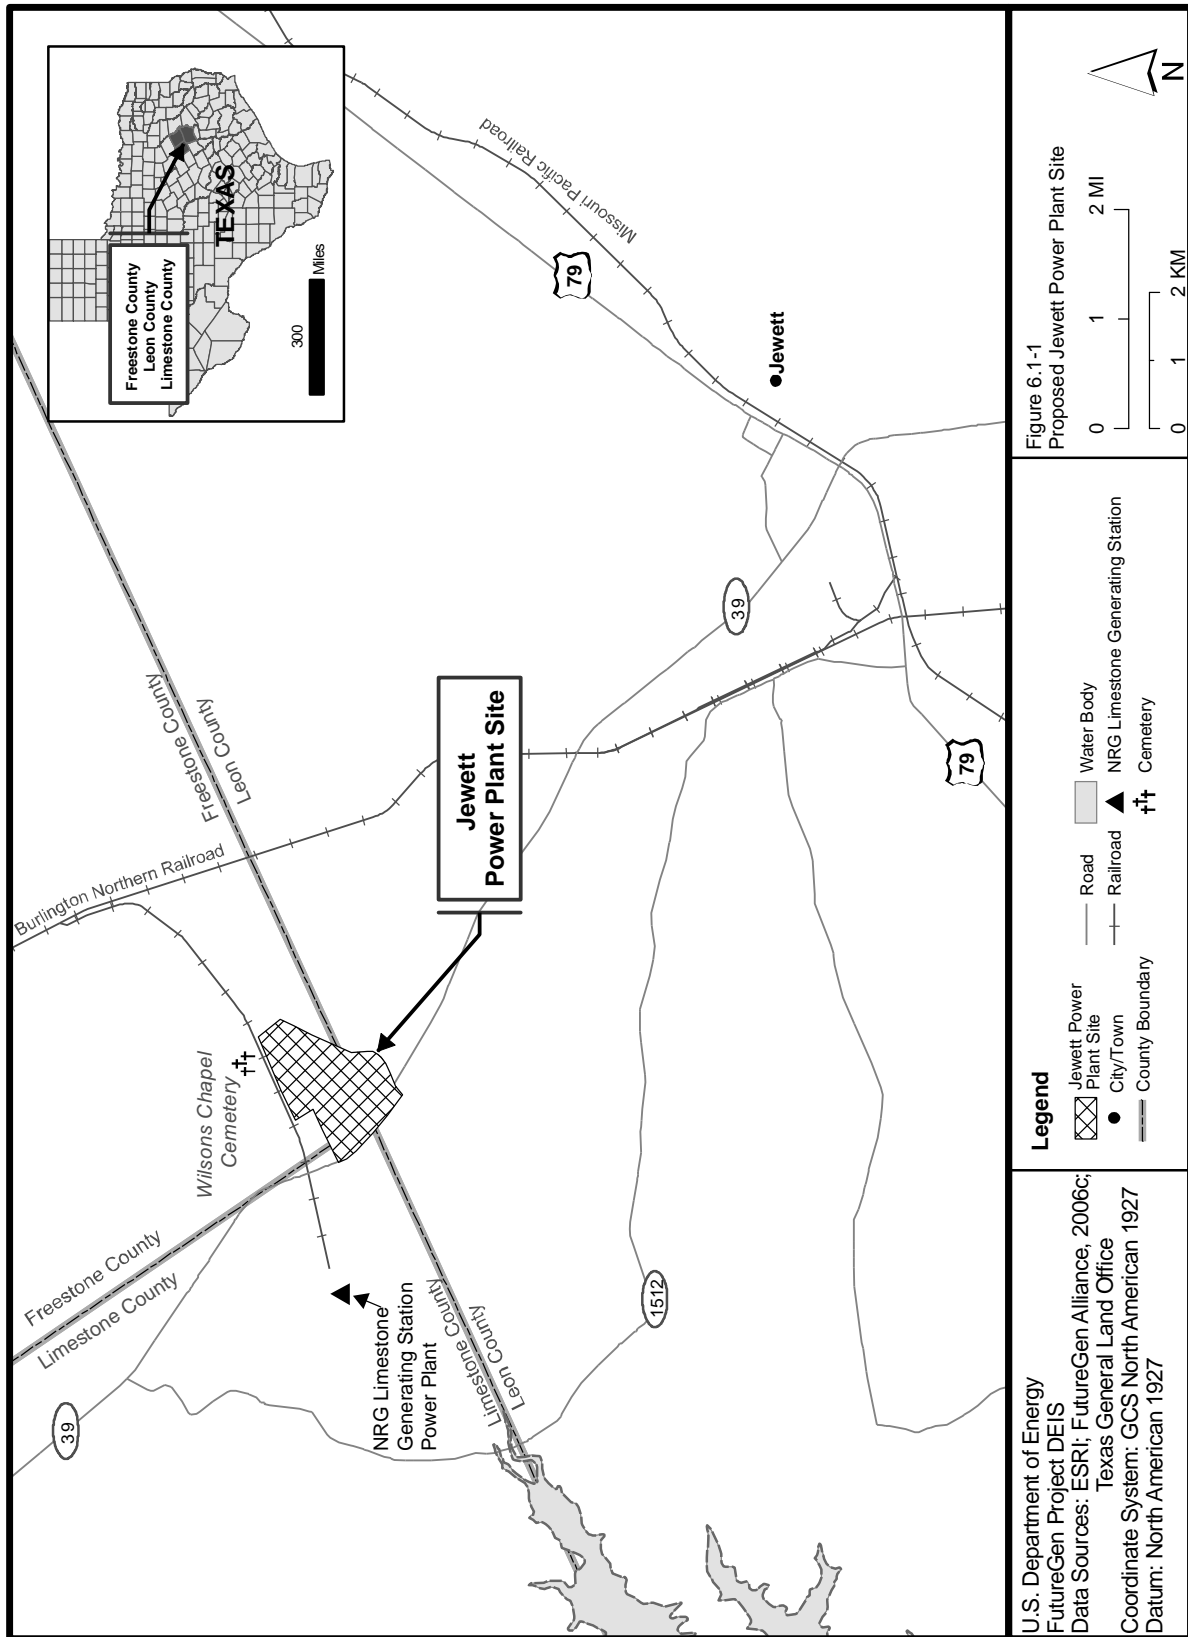 Freestone County
Leon County
Limestone County
TEXAS
300
Miles
39
Freestone County
Limestone County
Wilsons Chapel
Cemetery
Burlington Northern Railroad
Freestone County
Leon County
Missouri Pacific Railroad
79
NRG Limestone
Generating Station
Power Plant
Limestone County
Leon County
Jewett
Power Plant Site
1512
39
Jewett
79
U.S. Department of Energy
FutureGen Project DEIS
Data Sources: ESRI; FutureGen Alliance, 2006c;
Texas General Land Office
Coordinate System: GCS North American 1927
Datum: North American 1927
Legend
Jewett Power
Plant Site
City/Town
County Boundary
Road
Railroad
Water Body
NRG Limestone Generating Station
Cemetery
Figure 6.1-1
Proposed Jewett Power Plant Site
0 1 2 MI
0 1 2 KM
N